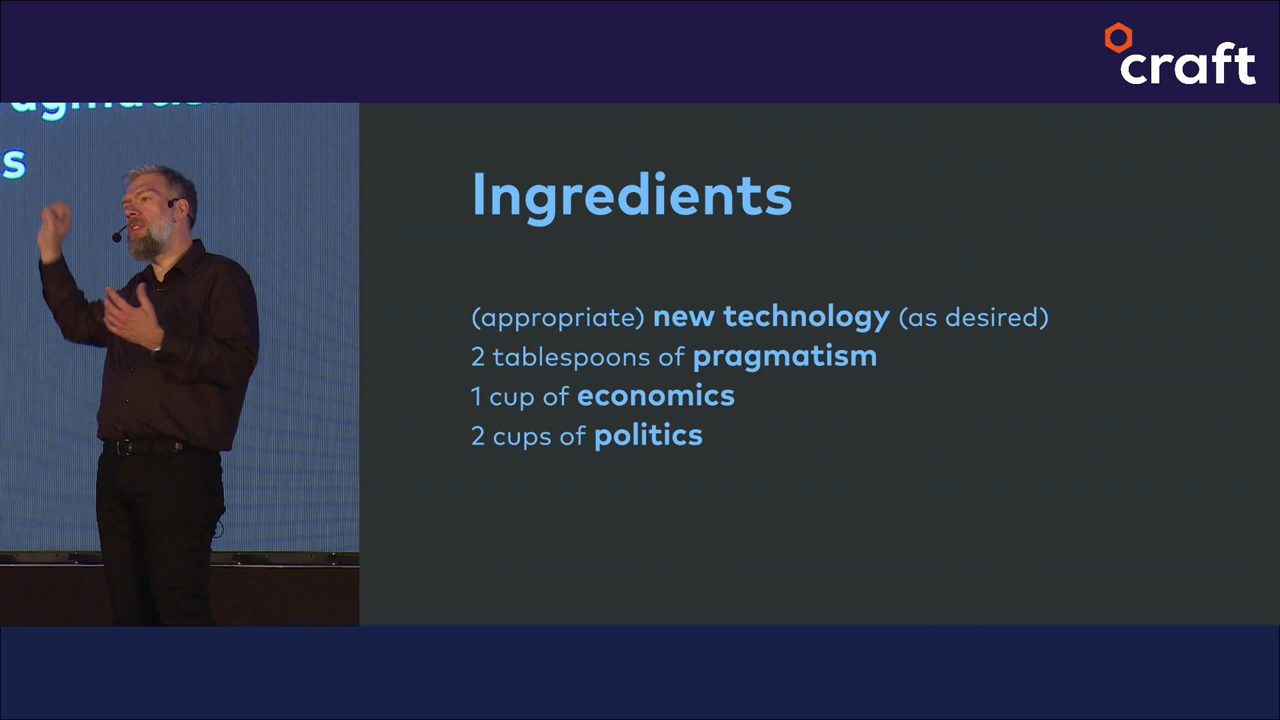 craft
Ingredients
(appropriate) new technology (as desired)
2 tablespoons of pragmatism
1 cup of economics
2 cups of politics